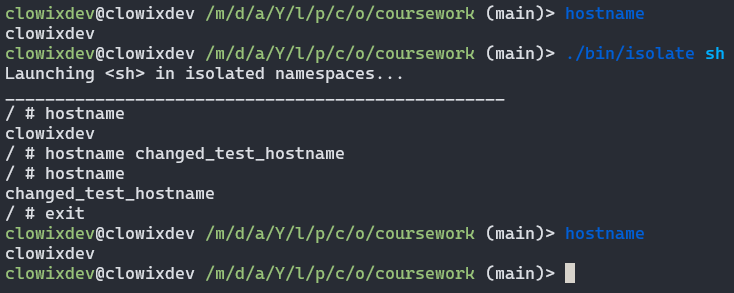 clowixdev@clowixdev /m/d/a/Y/l/p/c/o/coursework (main)> hostname
clowixdev
clowixdev@clowixdev /m/d/a/Y/l/p/c/o/coursework (main)> ./bin/isolate sh
Launching <sh> in isolated namespaces...
__________________________________________________
/ # hostname
clowixdev
/ # hostname changed_test_hostname
/ # hostname
changed_test_hostname
/ # exit
clowixdev@clowixdev /m/d/a/Y/l/p/c/o/coursework (main)> hostname
clowixdev
clowixdev@clowixdev /m/d/a/Y/l/p/c/o/coursework (main)>